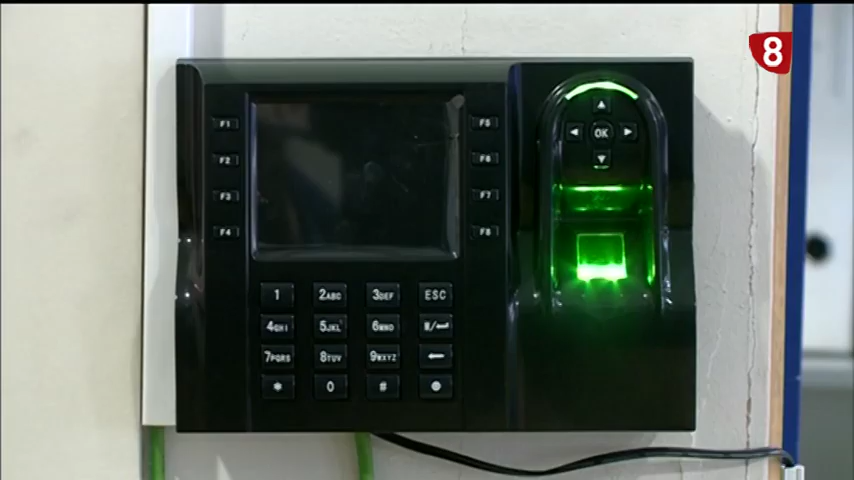 8
F1
F2
F3
F4
F5
F6
F7
F8
OK
1 2ABC 3DEF ESC
4GHI 5JKL 6MNO M/
7PQRS 8TUV 9WXYZ
* 0 #